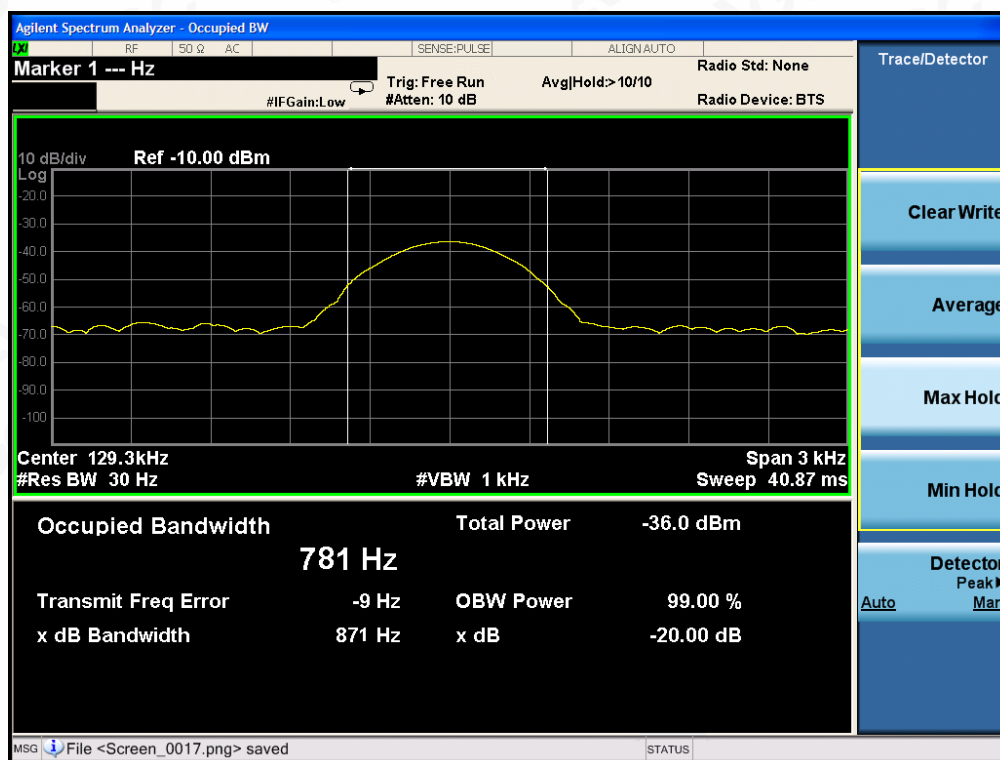 Agilent Spectrum Analyzer - Occupied BW
LXI RF 50 Ω AC SENSE:PULSE ALIGN AUTO
Marker 1 --- Hz
#IFGain:Low
Trig: Free Run
#Atten: 10 dB
Avg|Hold:>10/10
Radio Std: None
Radio Device: BTS
10 dB/div Ref -10.00 dBm
Log
-20.0
-30.0
-40.0
-50.0
-60.0
-70.0
-80.0
-90.0
-100
Center 129.3kHz Span 3 kHz
#Res BW 30 Hz #VBW 1 kHz Sweep 40.87 ms
Occupied Bandwidth Total Power -36.0 dBm
781 Hz
Transmit Freq Error -9 Hz OBW Power 99.00 %
x dB Bandwidth 871 Hz x dB -20.00 dB
MSG File <Screen_0017.png> saved STATUS
Trace/Detector
Clear Write
Average
Max Hold
Min Hold
Detector
Peak
Auto Man